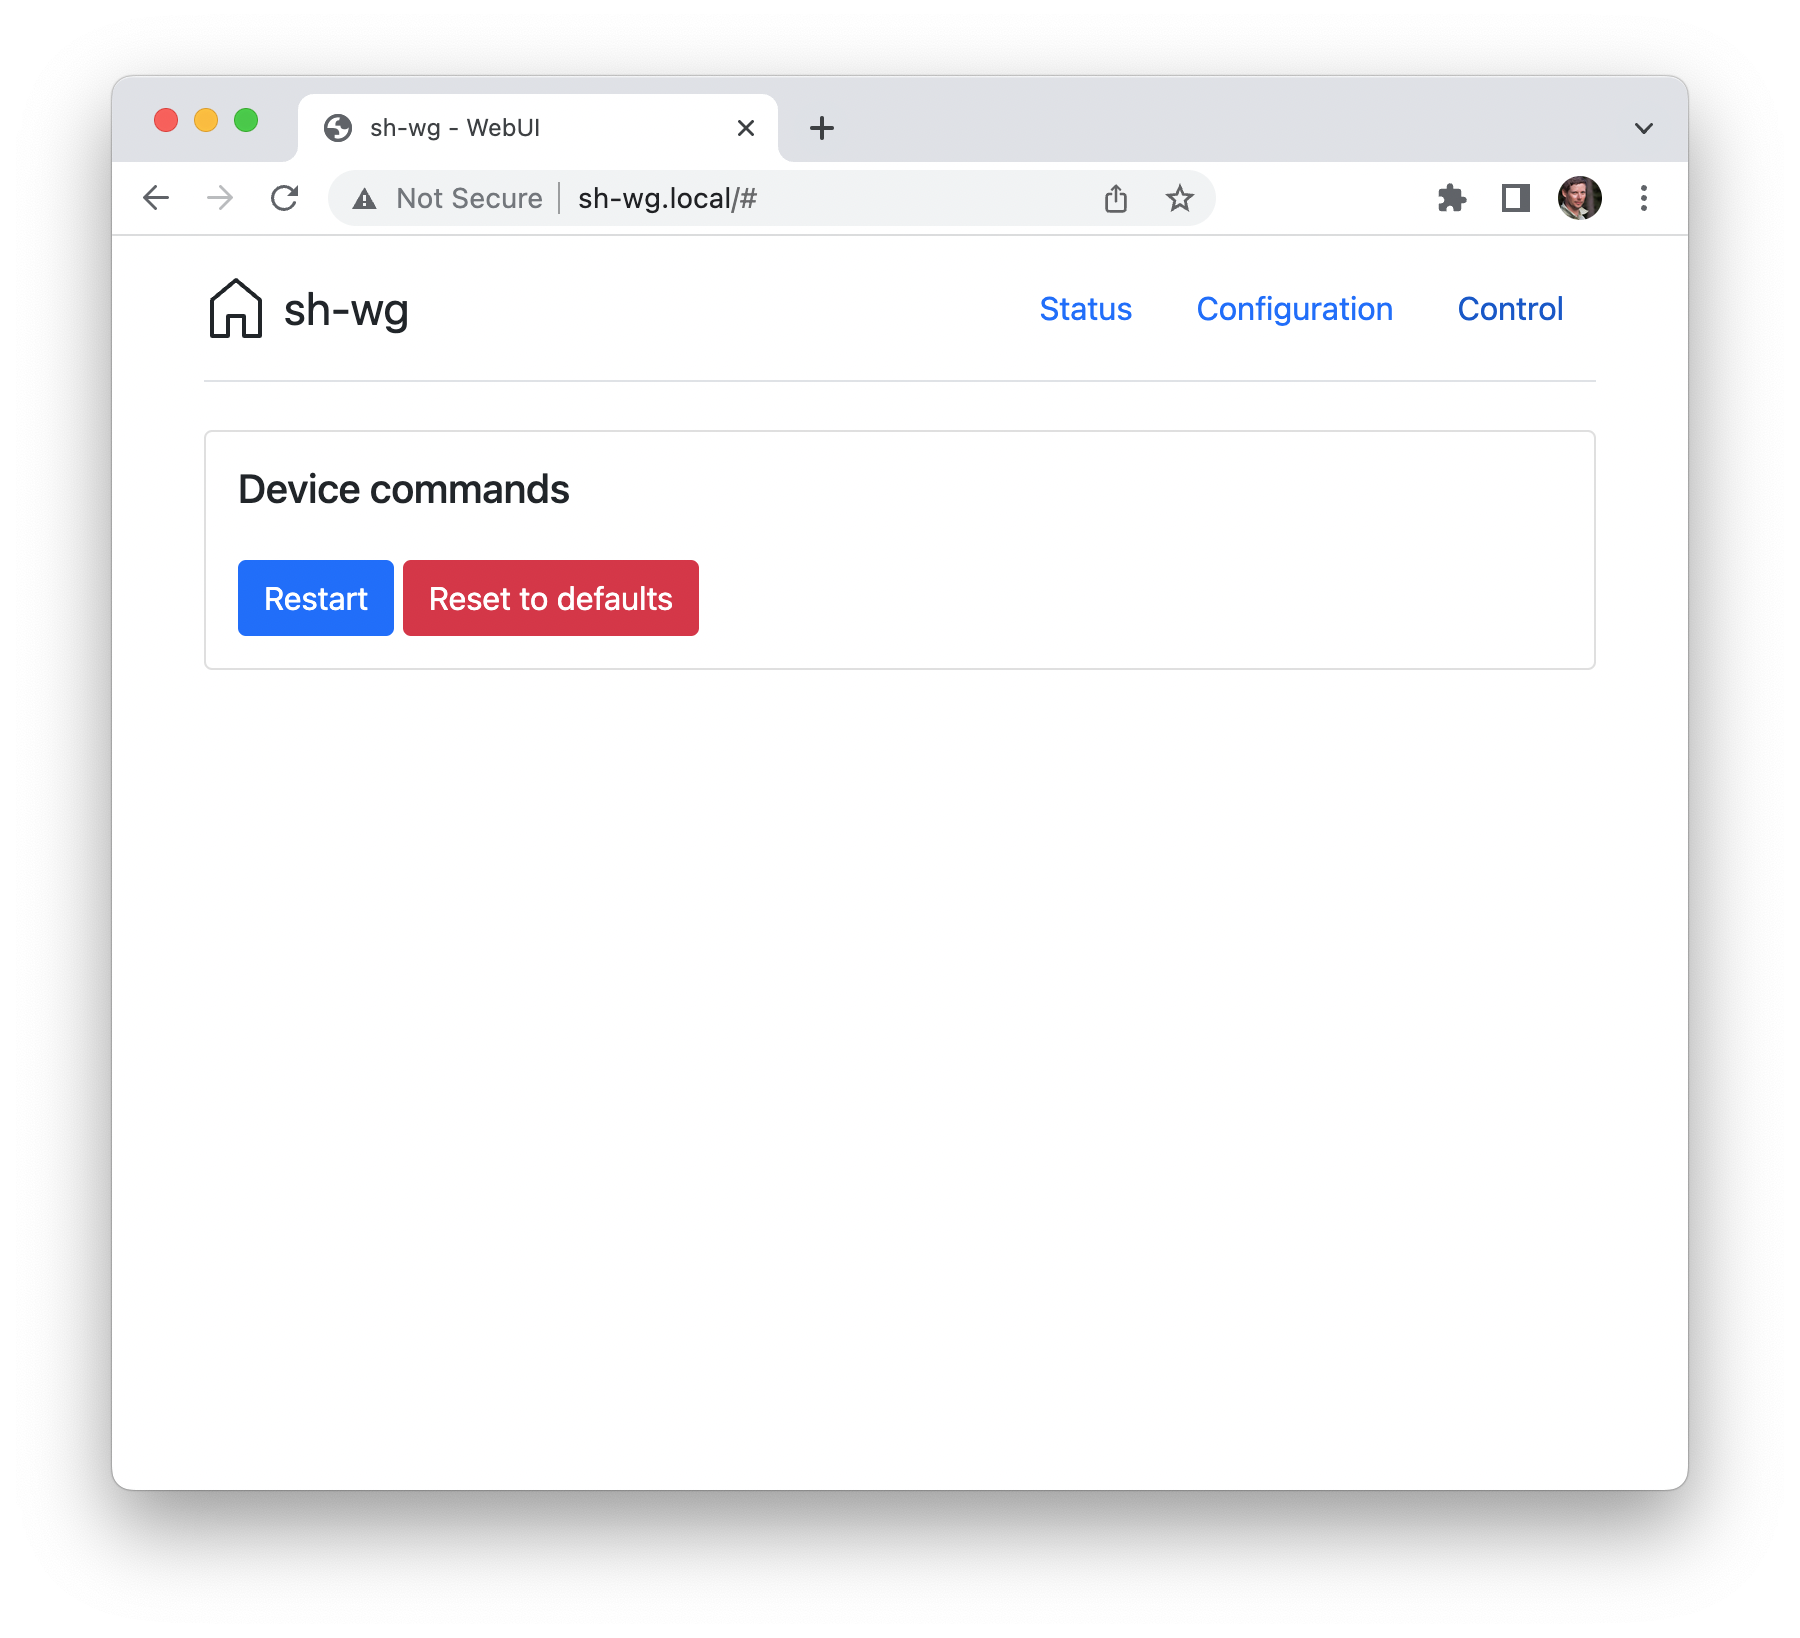 sh-wg - WebUI
Not Secure | sh-wg.local/#
sh-wg Status Configuration Control
Device commands
Restart Reset to defaults